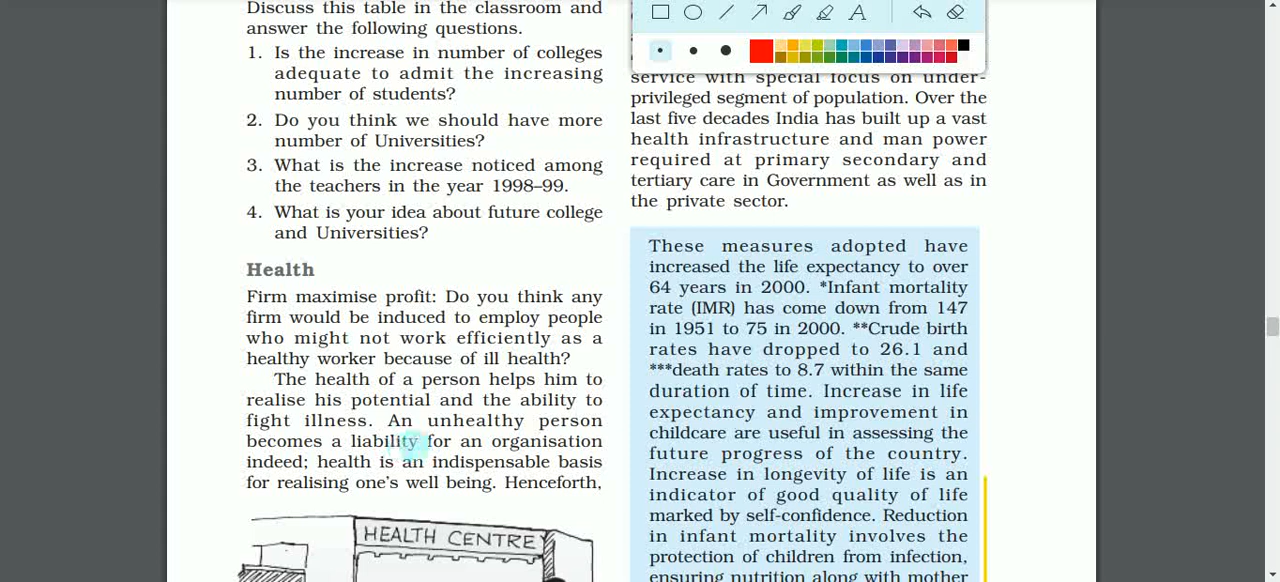 Discuss this table in the classroom and
answer the following questions.
1. Is the increase in number of colleges
adequate to admit the increasing
number of students?
2. Do you think we should have more
number of Universities?
3. What is the increase noticed among
the teachers in the year 1998–99.
4. What is your idea about future college
and Universities?
Health
Firm maximise profit: Do you think any
firm would be induced to employ people
who might not work efficiently as a
healthy worker because of ill health?
The health of a person helps him to
realise his potential and the ability to
fight illness. An unhealthy person
becomes a liability for an organisation
indeed; health is an indispensable basis
for realising one's well being. Henceforth,
HEALTH CENTRE
service with special focus on under-
privileged segment of population. Over the
last five decades India has built up a vast
health infrastructure and man power
required at primary secondary and
tertiary care in Government as well as in
the private sector.
These measures adopted have
increased the life expectancy to over
64 years in 2000. *Infant mortality
rate (IMR) has come down from 147
in 1951 to 75 in 2000. **Crude birth
rates have dropped to 26.1 and
***death rates to 8.7 within the same
duration of time. Increase in life
expectancy and improvement in
childcare are useful in assessing the
future progress of the country.
Increase in longevity of life is an
indicator of good quality of life
marked by self-confidence. Reduction
in infant mortality involves the
protection of children from infection,
ensuring nutrition along with mother